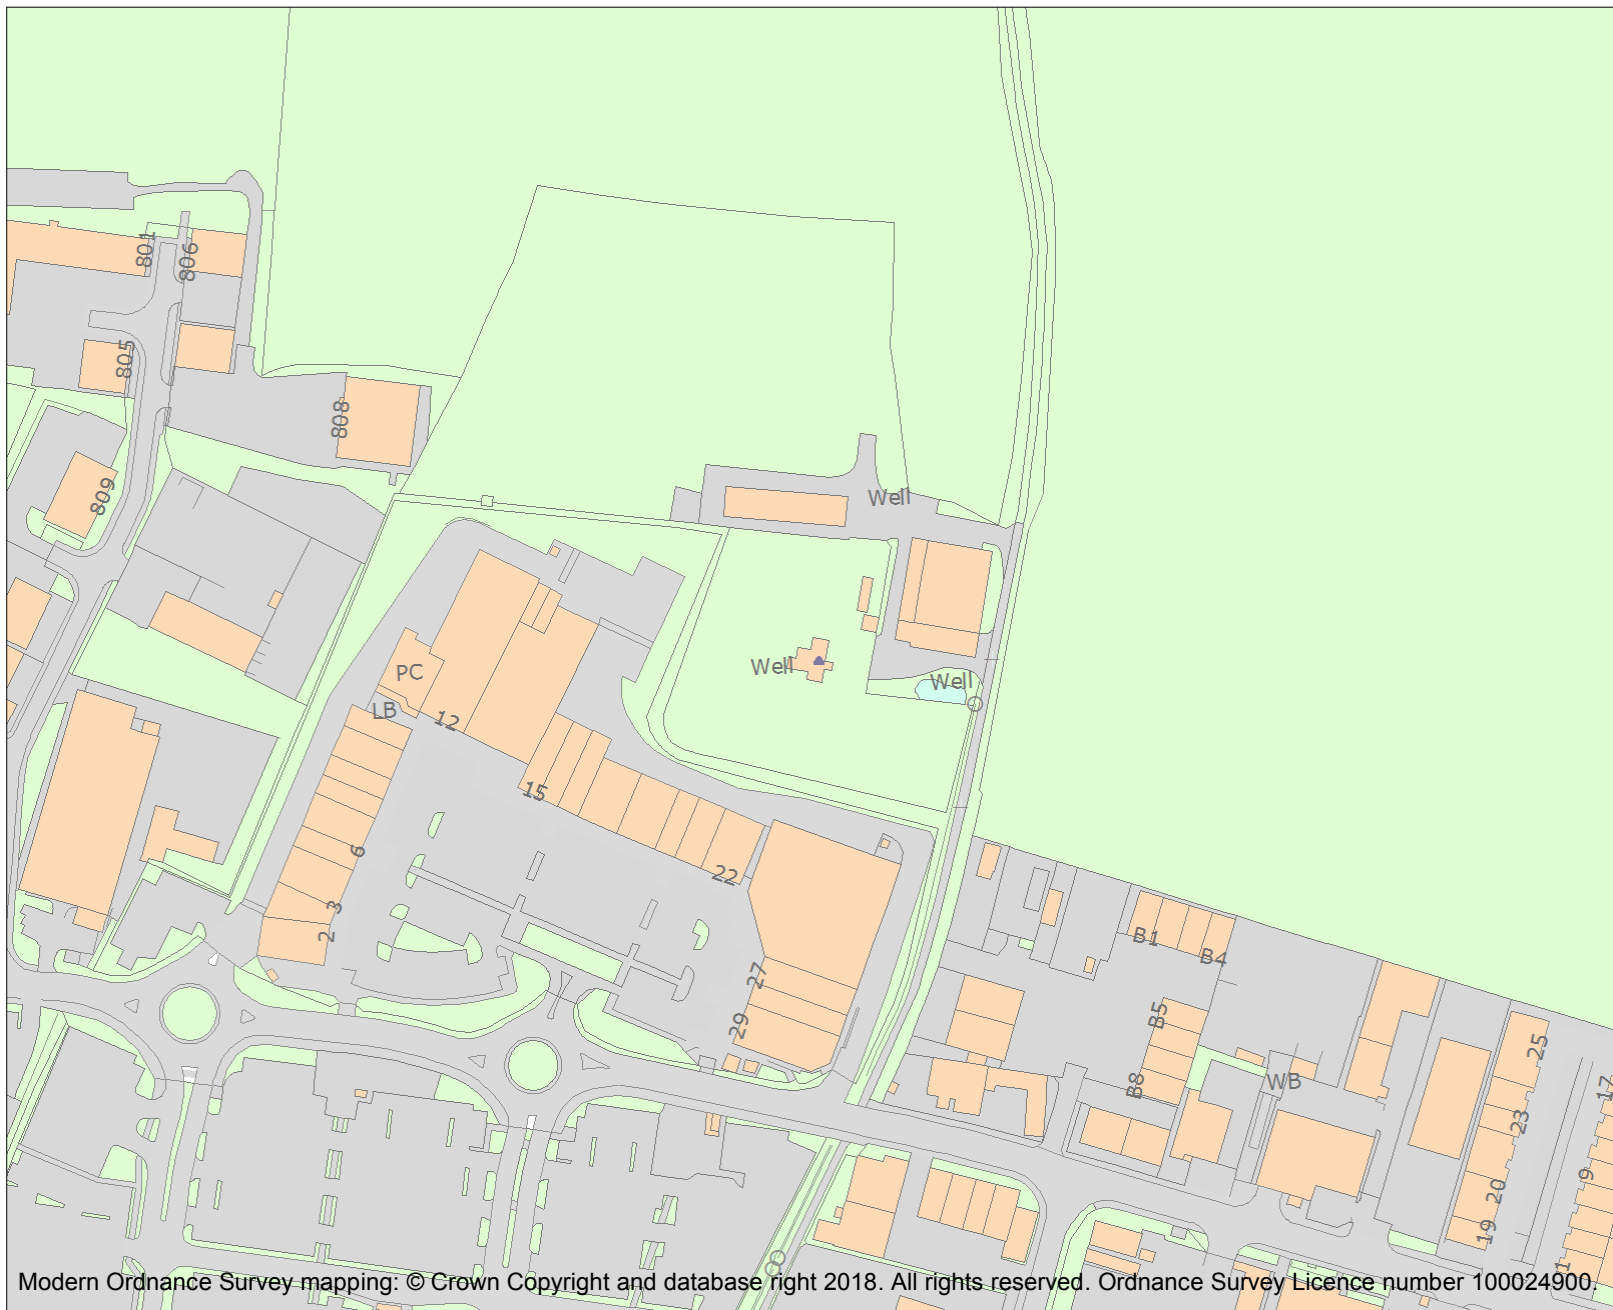 801
806
805
808
809
Well
Well
Well
PC
LB
12
15
6
3
2
22
27
29
B1
B4
B5
B8
WB
25
23
20
19
17
9
1
Modern Ordnance Survey mapping: © Crown Copyright and database right 2018. All rights reserved. Ordnance Survey Licence number 100024900.